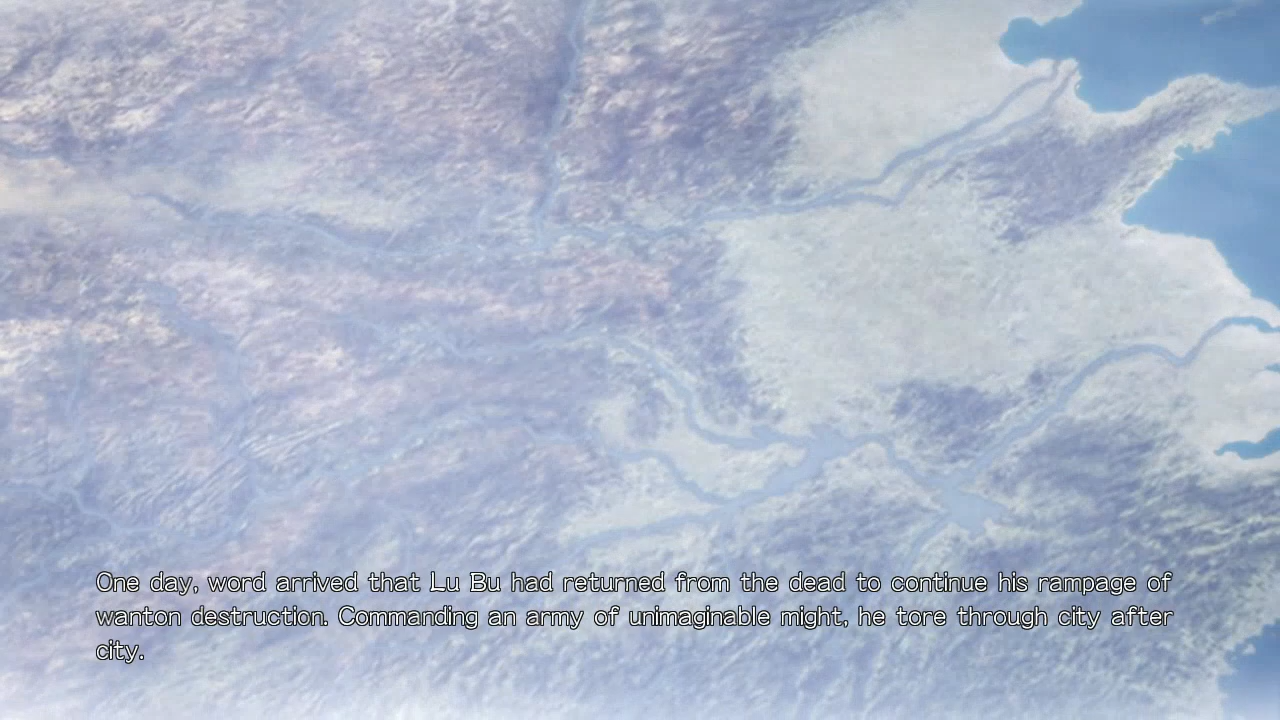 One day, word arrived that Lu Bu had returned from the dead to continue his rampage of
wanton destruction. Commanding an army of unimaginable might, he tore through city after
city.